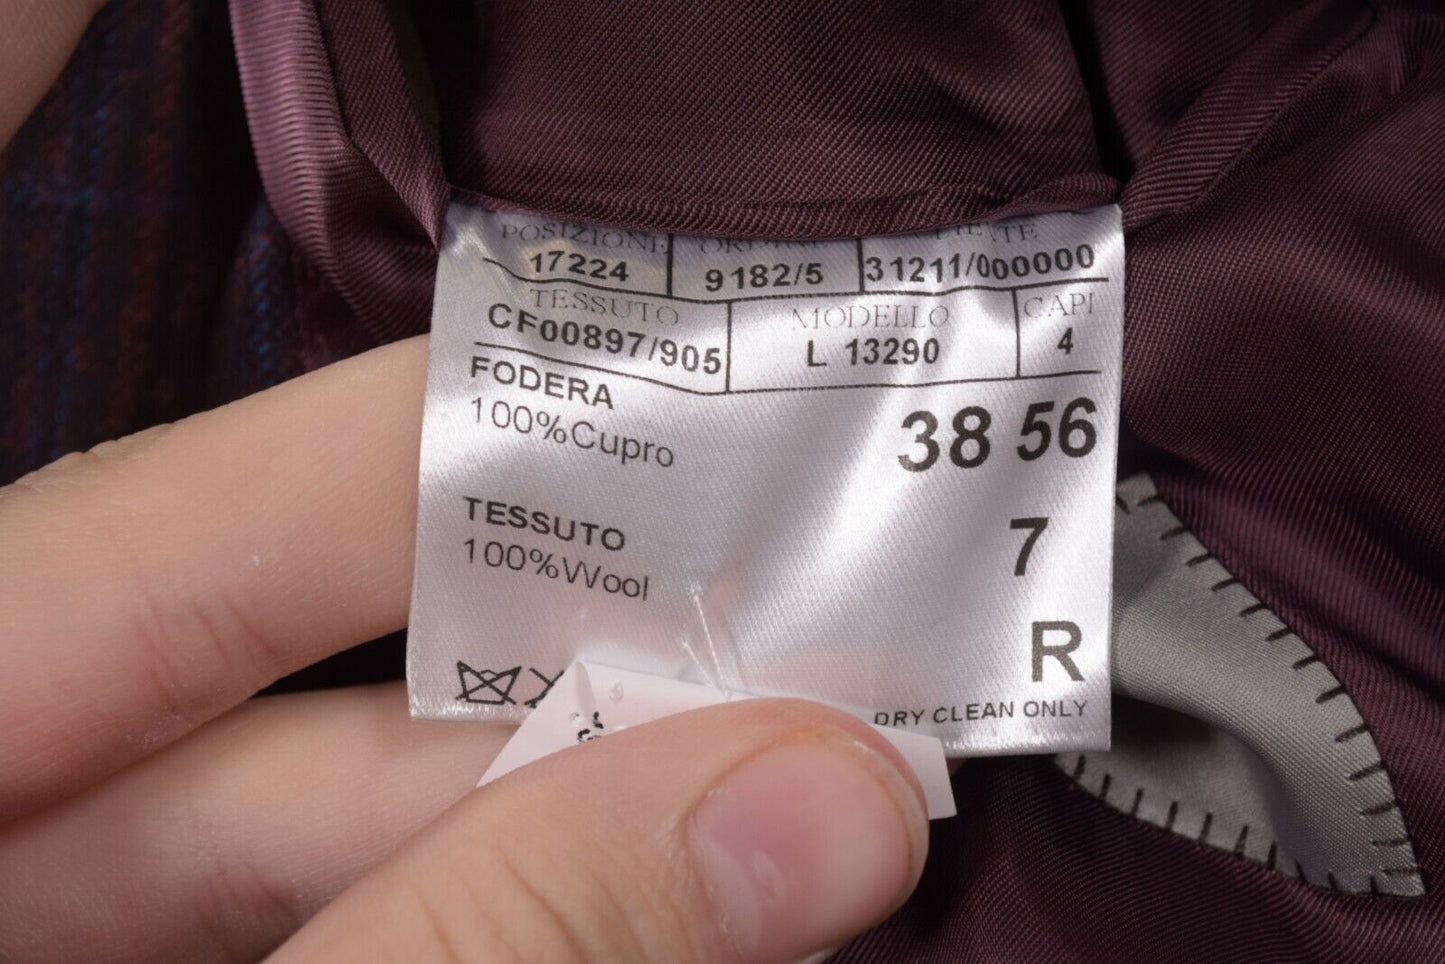 POSIZIONE ORDINE
17224 9182/5 31211/000000
TESSUTO MODELLO CAPI
CF00897/905 L 13290 4
FODERA
100%Cupro
38 56
TESSUTO
100%Wool
7
R
DRY CLEAN ONLY